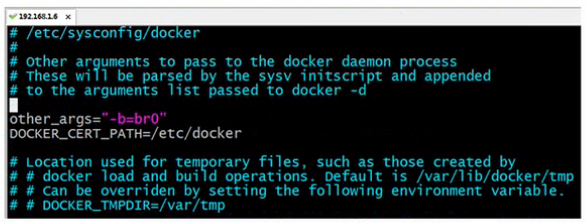 192.168.1.6 ×
# /etc/sysconfig/docker
#
# Other arguments to pass to the docker daemon process
# These will be parsed by the sysv initscript and appended
# to the arguments list passed to docker -d
other_args="-b=br0"
DOCKER_CERT_PATH=/etc/docker
# Location used for temporary files, such as those created by
# # docker load and build operations. Default is /var/lib/docker/tmp
# # Can be overriden by setting the following environment variable.
# # DOCKER_TMPDIR=/var/tmp